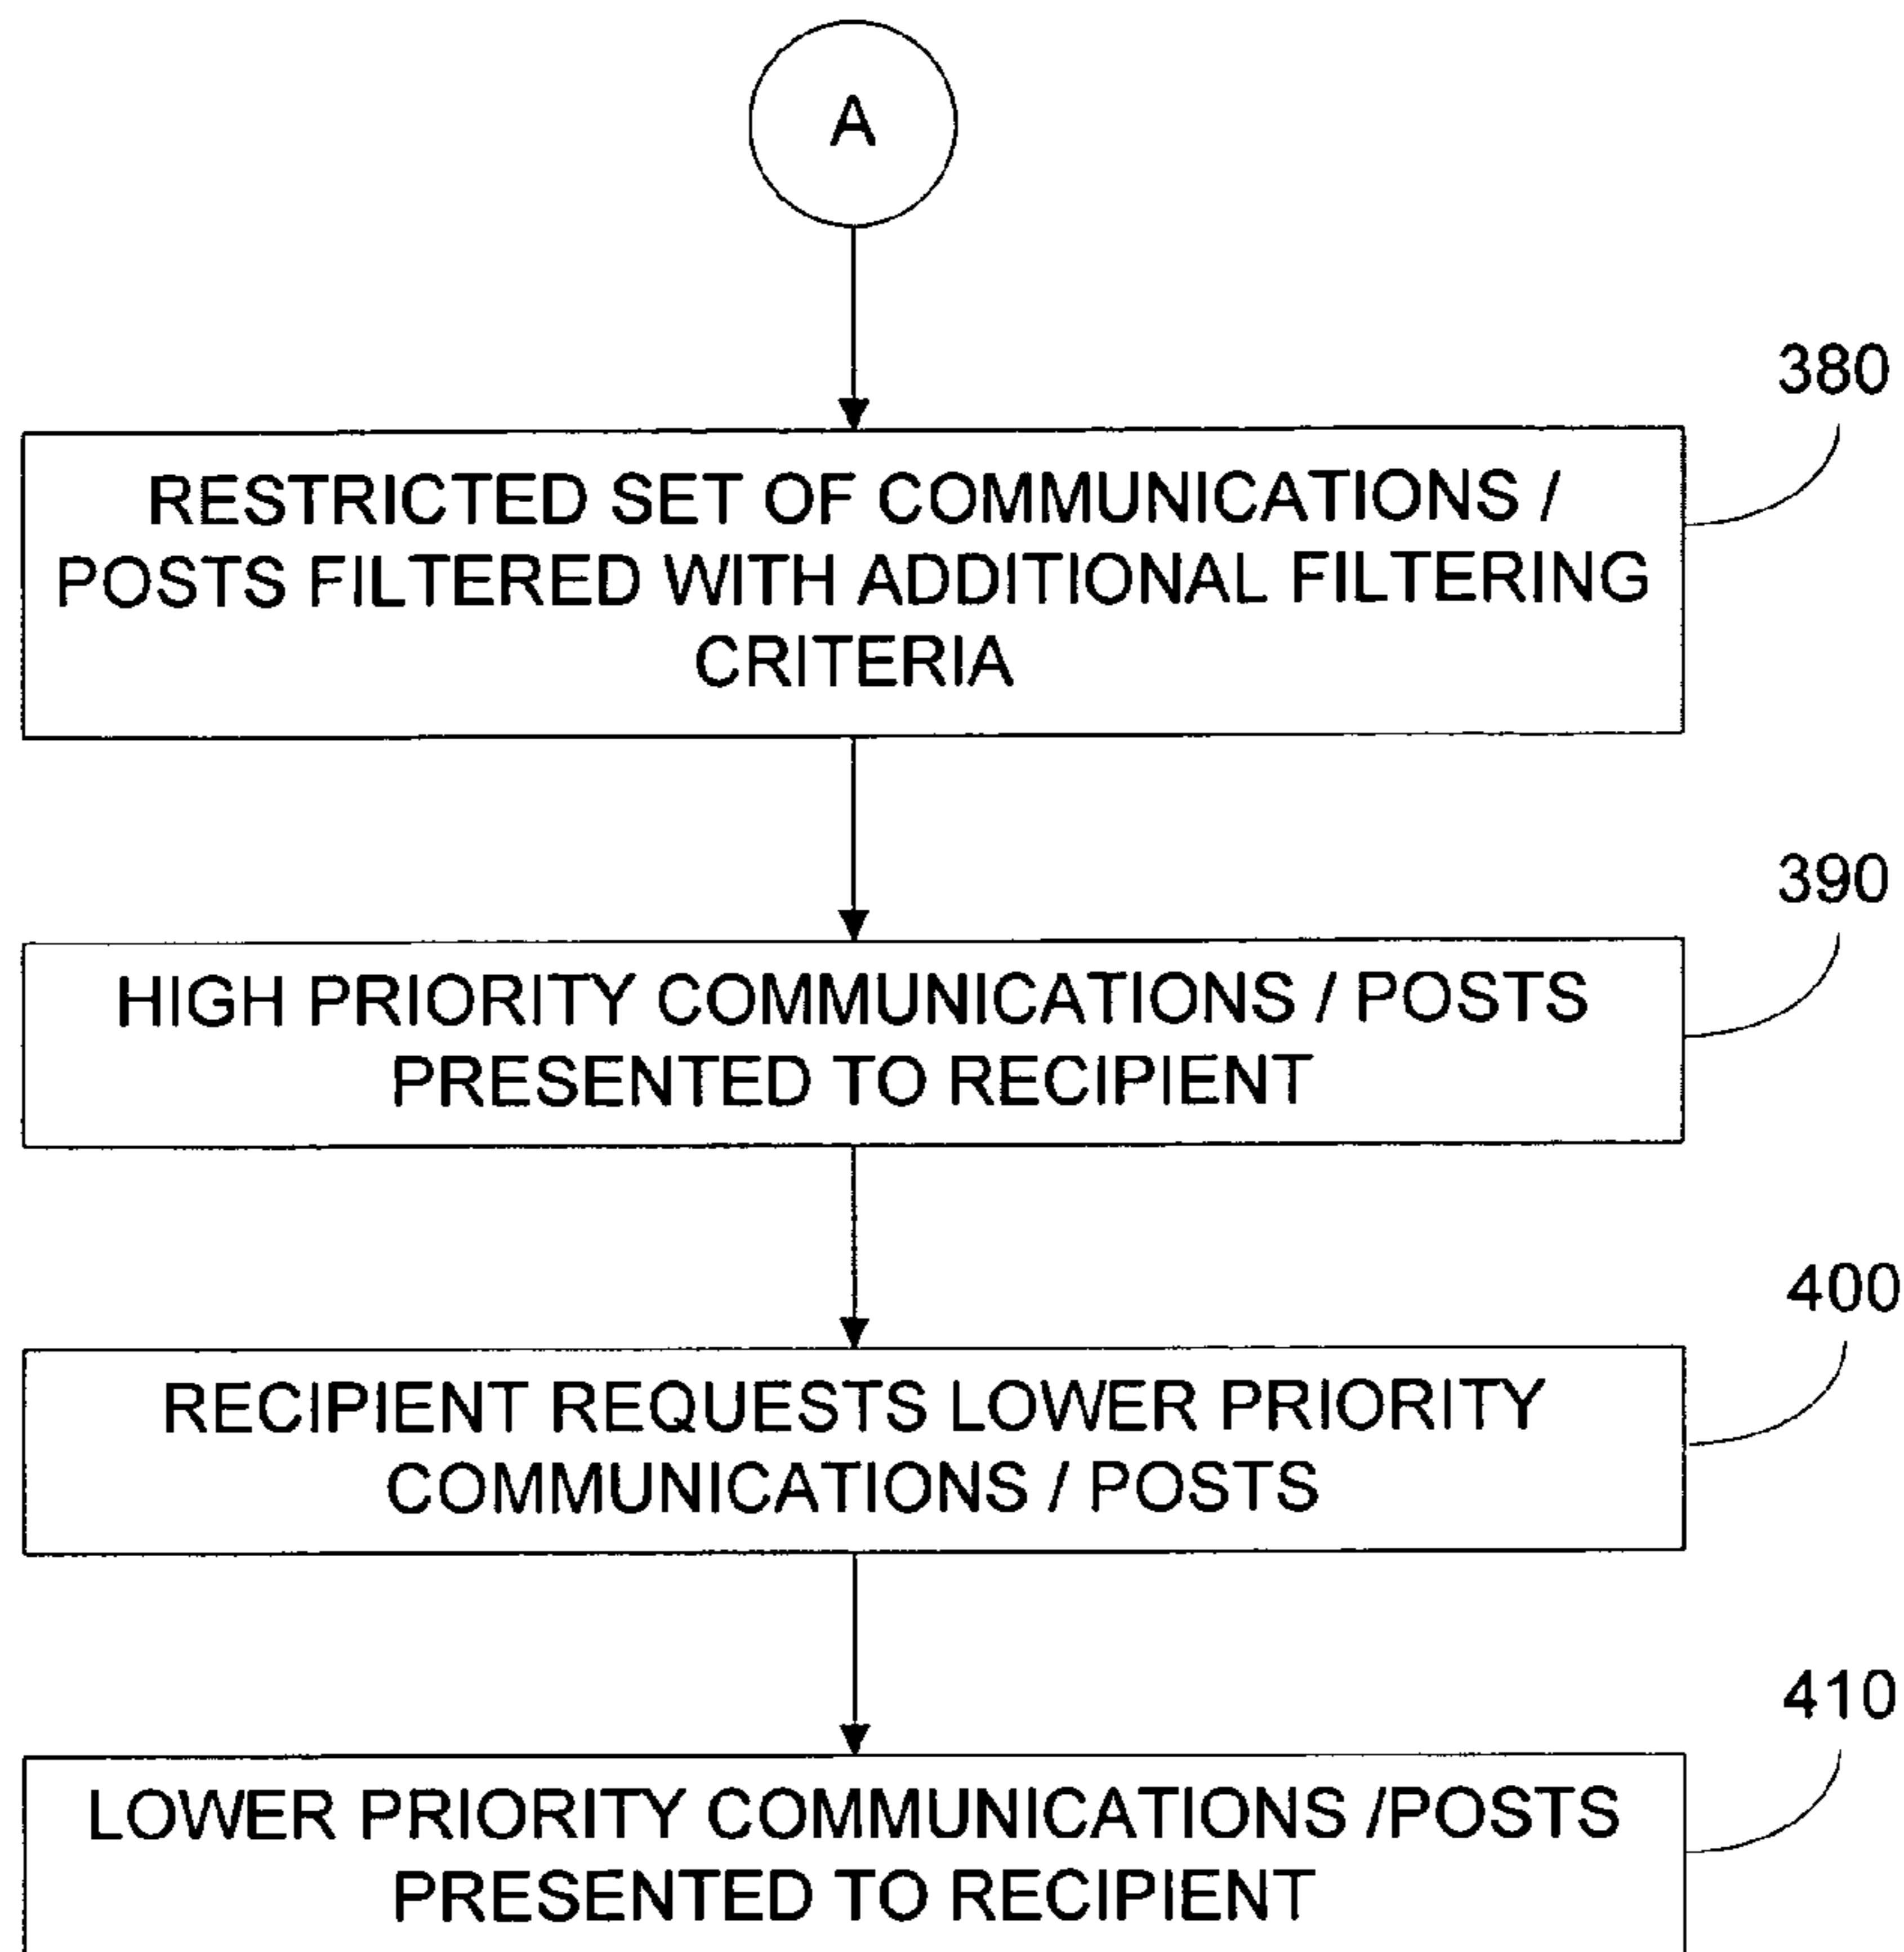 A
380
RESTRICTED SET OF COMMUNICATIONS /
POSTS FILTERED WITH ADDITIONAL FILTERING
CRITERIA
390
HIGH PRIORITY COMMUNICATIONS / POSTS
PRESENTED TO RECIPIENT
400
RECIPIENT REQUESTS LOWER PRIORITY
COMMUNICATIONS / POSTS
410
LOWER PRIORITY COMMUNICATIONS /POSTS
PRESENTED TO RECIPIENT